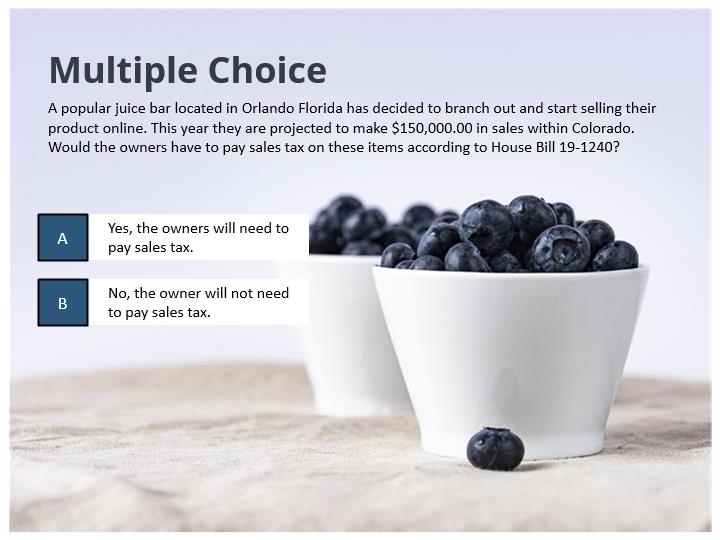 Multiple Choice
A popular juice bar located in Orlando Florida has decided to branch out and start selling their
product online. This year they are projected to make $150,000.00 in sales within Colorado.
Would the owners have to pay sales tax on these items according to House Bill 19-1240?
A
Yes, the owners will need to
pay sales tax.
B
No, the owner will not need
to pay sales tax.